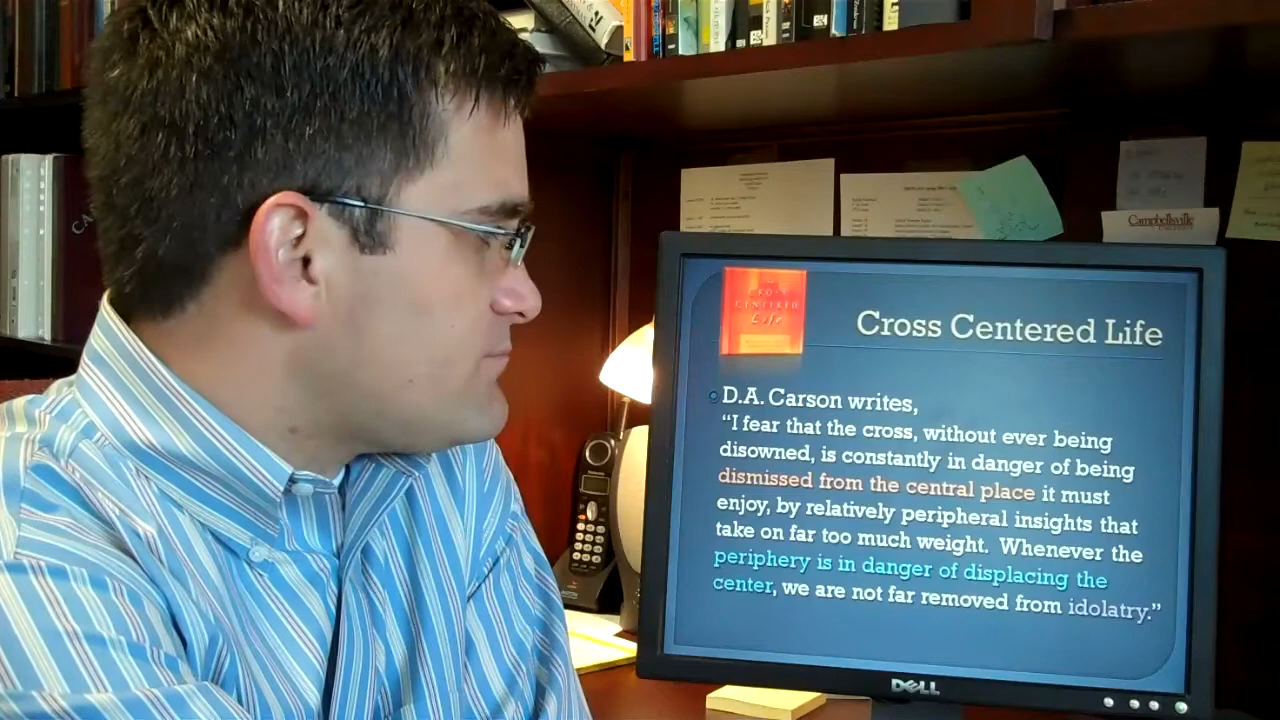 CA
Campbellsville
CROSS
CENTERED
Life
Cross Centered Life
D.A. Carson writes,
“I fear that the cross, without ever being
disowned, is constantly in danger of being
dismissed from the central place it must
enjoy, by relatively peripheral insights that
take on far too much weight. Whenever the
periphery is in danger of displacing the
center, we are not far removed from idolatry.”
DELL